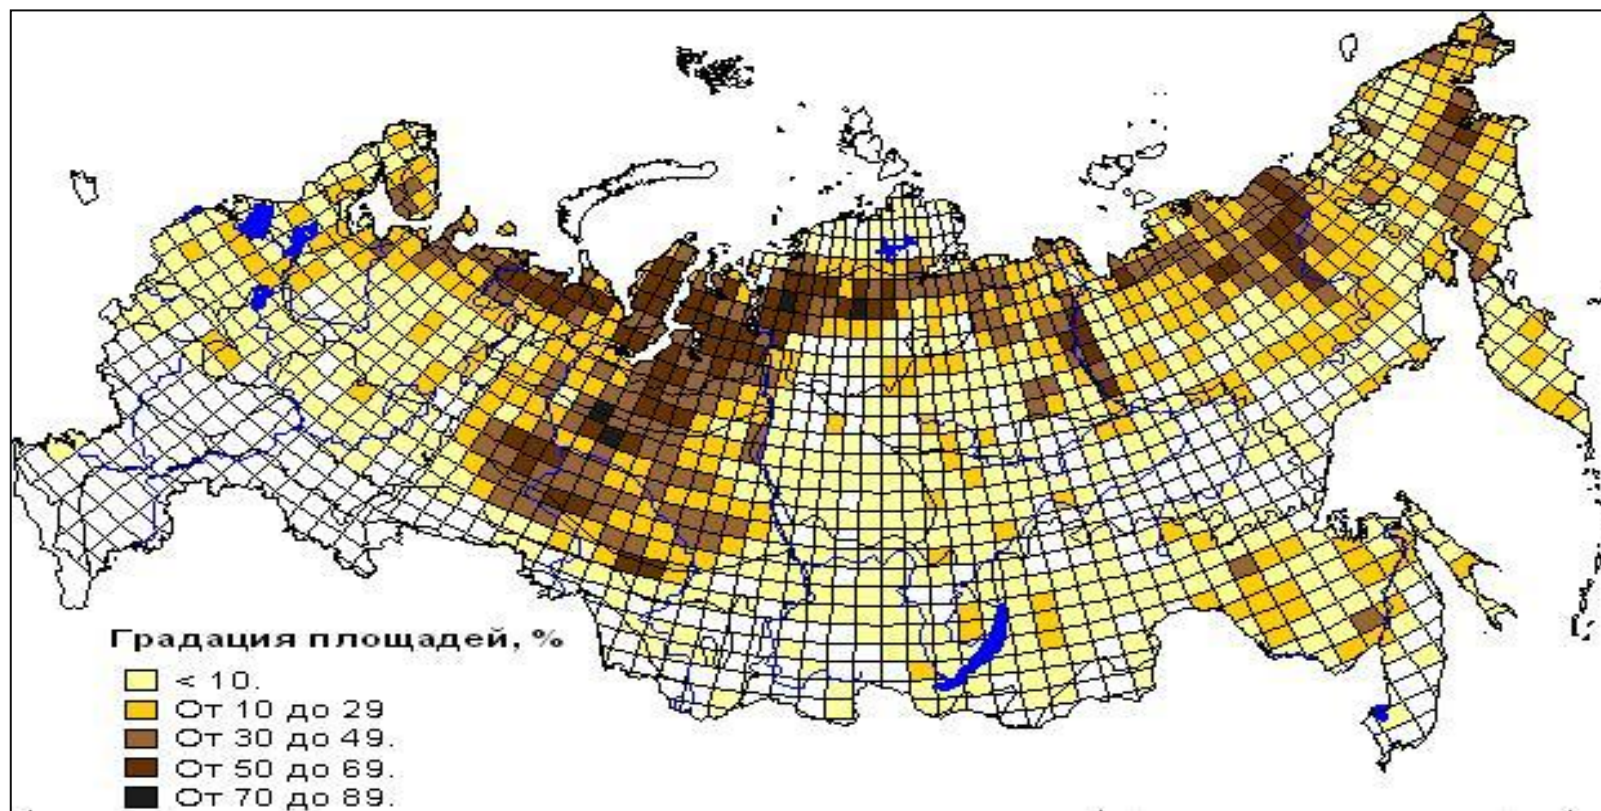 Градация площадей, %
< 10.
От 10 до 29
От 30 до 49.
От 50 до 69.
От 70 до 89.